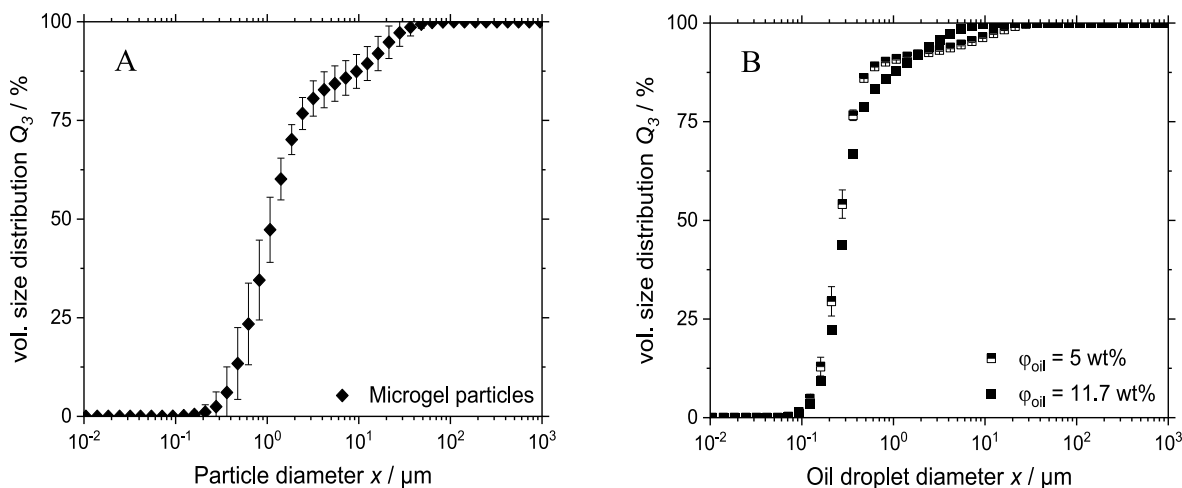 A
vol. size distribution Q₃ / %
100
75
50
25
0
Microgel particles
10⁻² 10⁻¹ 10⁰ 10¹ 10² 10³
Particle diameter x / µm
B
vol. size distribution Q₃ / %
100
75
50
25
0
φoil = 5 wt%
φoil = 11.7 wt%
10⁻² 10⁻¹ 10⁰ 10¹ 10² 10³
Oil droplet diameter x / µm